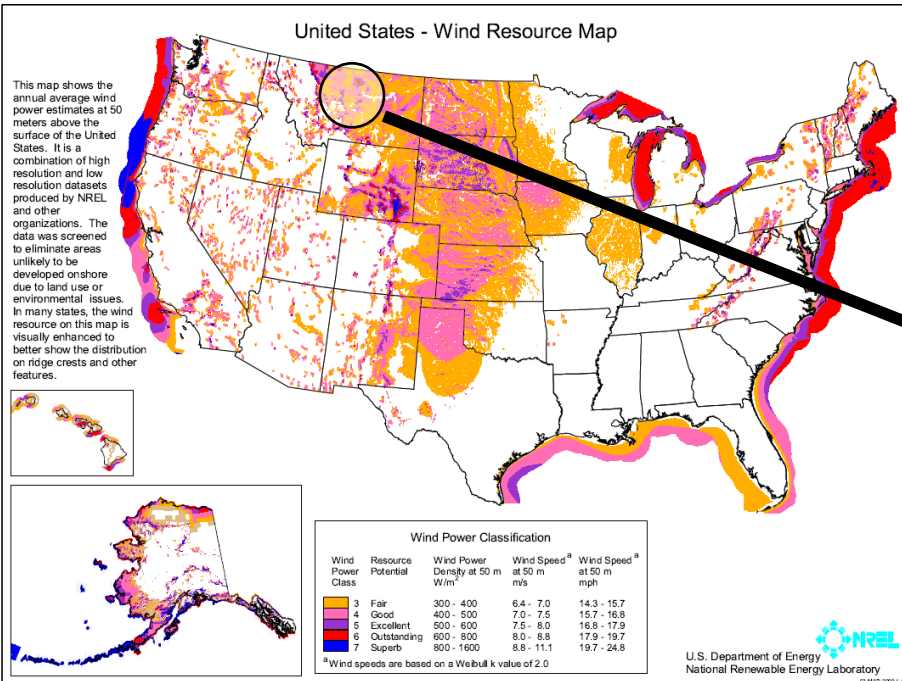 United States - Wind Resource Map
This map shows the
annual average wind
power estimates at 50
meters above the
surface of the United
States. It is a
combination of high
resolution and low
resolution datasets
produced by NREL
and other
organizations. The
data was screened
to eliminate areas
unlikely to be
developed onshore
due to land use or
environmental issues.
In many states, the wind
resource on this map is
visually enhanced to
better show the distribution
on ridge crests and other
features.
Wind Power Classification
Wind Resource Wind Power Wind Speed a Wind Speed a
Power Potential Density at 50 m at 50 m at 50 m
Class W/m² m/s mph
3 Fair 300 - 400 6.4 - 7.0 14.3 - 15.7
4 Good 400 - 500 7.0 - 7.5 15.7 - 16.8
5 Excellent 500 - 600 7.5 - 8.0 16.8 - 17.9
6 Outstanding 600 - 800 8.0 - 8.8 17.9 - 19.7
7 Superb 800 - 1600 8.8 - 11.1 19.7 - 24.8
a Wind speeds are based on a Weibull k value of 2.0
NREL
U.S. Department of Energy
National Renewable Energy Laboratory